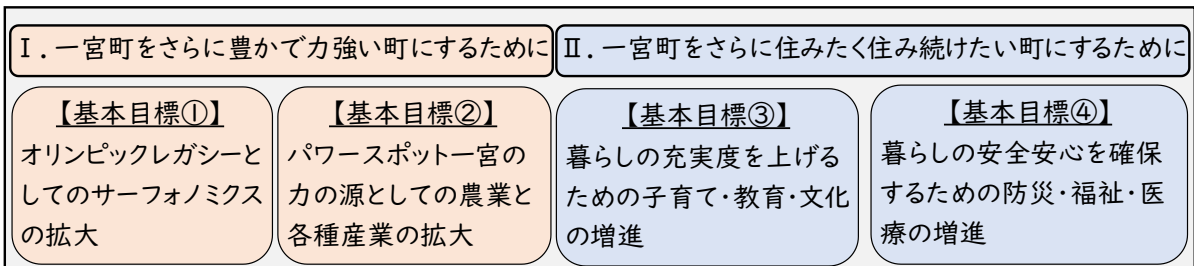 Ⅰ.一宮町をさらに豊かで力強い町にするために
Ⅱ.一宮町をさらに住みたく住み続けたい町にするために
【基本目標①】
オリンピックレガシーと
してのサーフォノミクス
の拡大
【基本目標②】
パワースポット一宮の
力の源としての農業と
各種産業の拡大
【基本目標③】
暮らしの充実度を上げる
ための子育て・教育・文化
の増進
【基本目標④】
暮らしの安全安心を確保
するための防災・福祉・医
療の増進